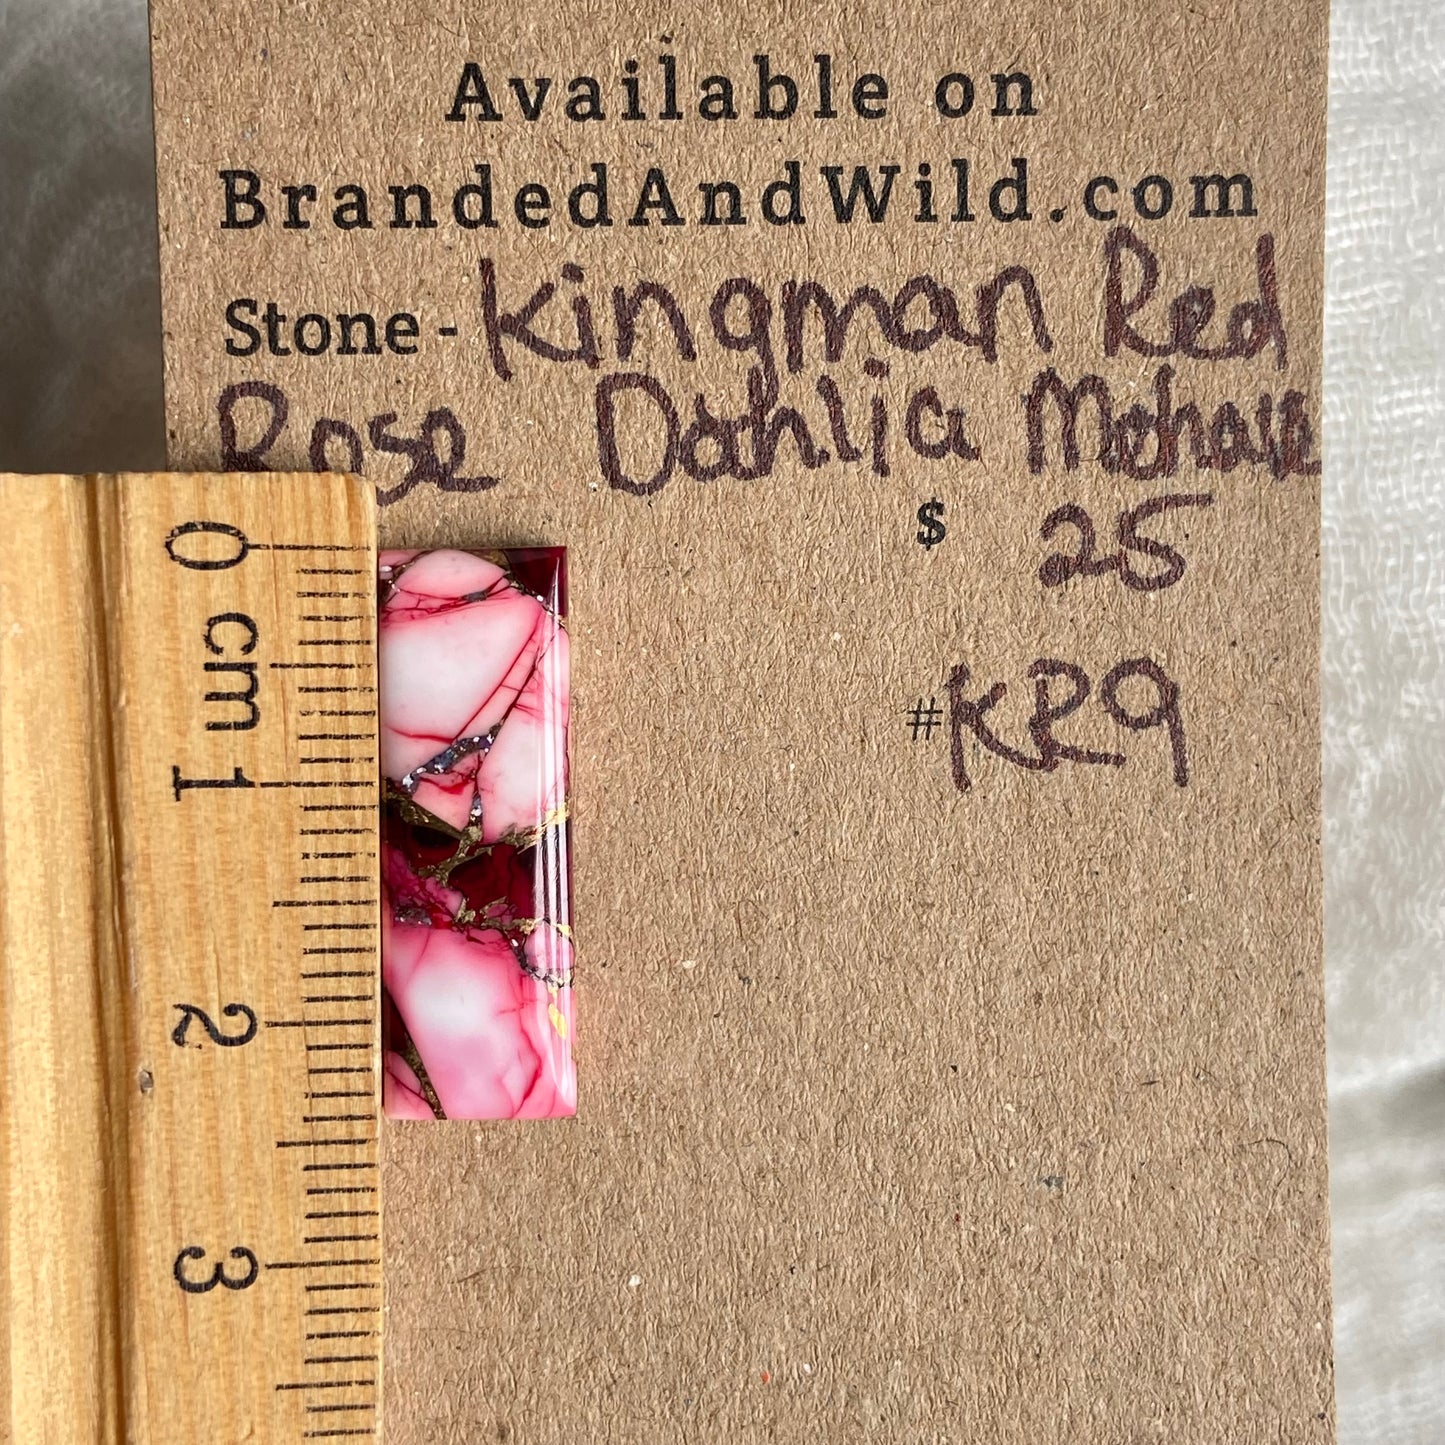 Available on
BrandedAndWild.com
Stone - Kingman Red
Rose Dahlia Mohave
$ 25
#KR9
0 cm 1 2 3